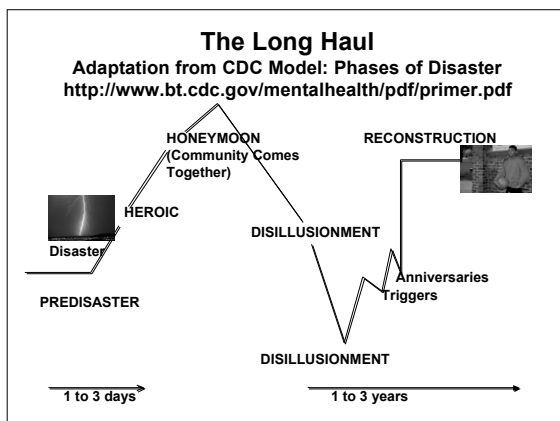 The Long Haul
Adaptation from CDC Model: Phases of Disaster
http://www.bt.cdc.gov/mentalhealth/pdf/primer.pdf
HONEYMOON
(Community Comes
Together)
RECONSTRUCTION
HEROIC
DISILLUSIONMENT
Disaster
Anniversaries
Triggers
PREDISASTER
DISILLUSIONMENT
1 to 3 days
1 to 3 years